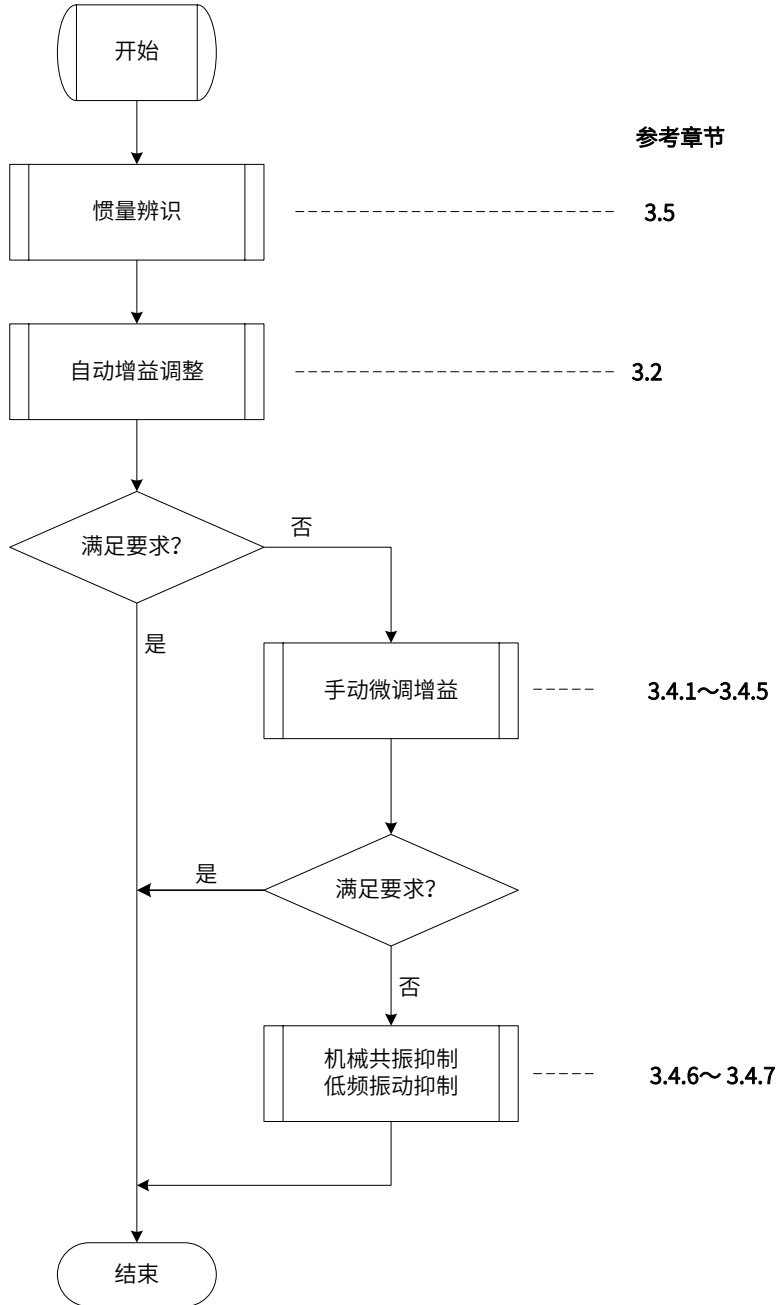 开始
参考章节
惯量辨识
3.5
自动增益调整
3.2
满足要求？
否
是
手动微调增益
3.4.1～3.4.5
满足要求？
是
否
机械共振抑制
低频振动抑制
3.4.6～ 3.4.7
结束